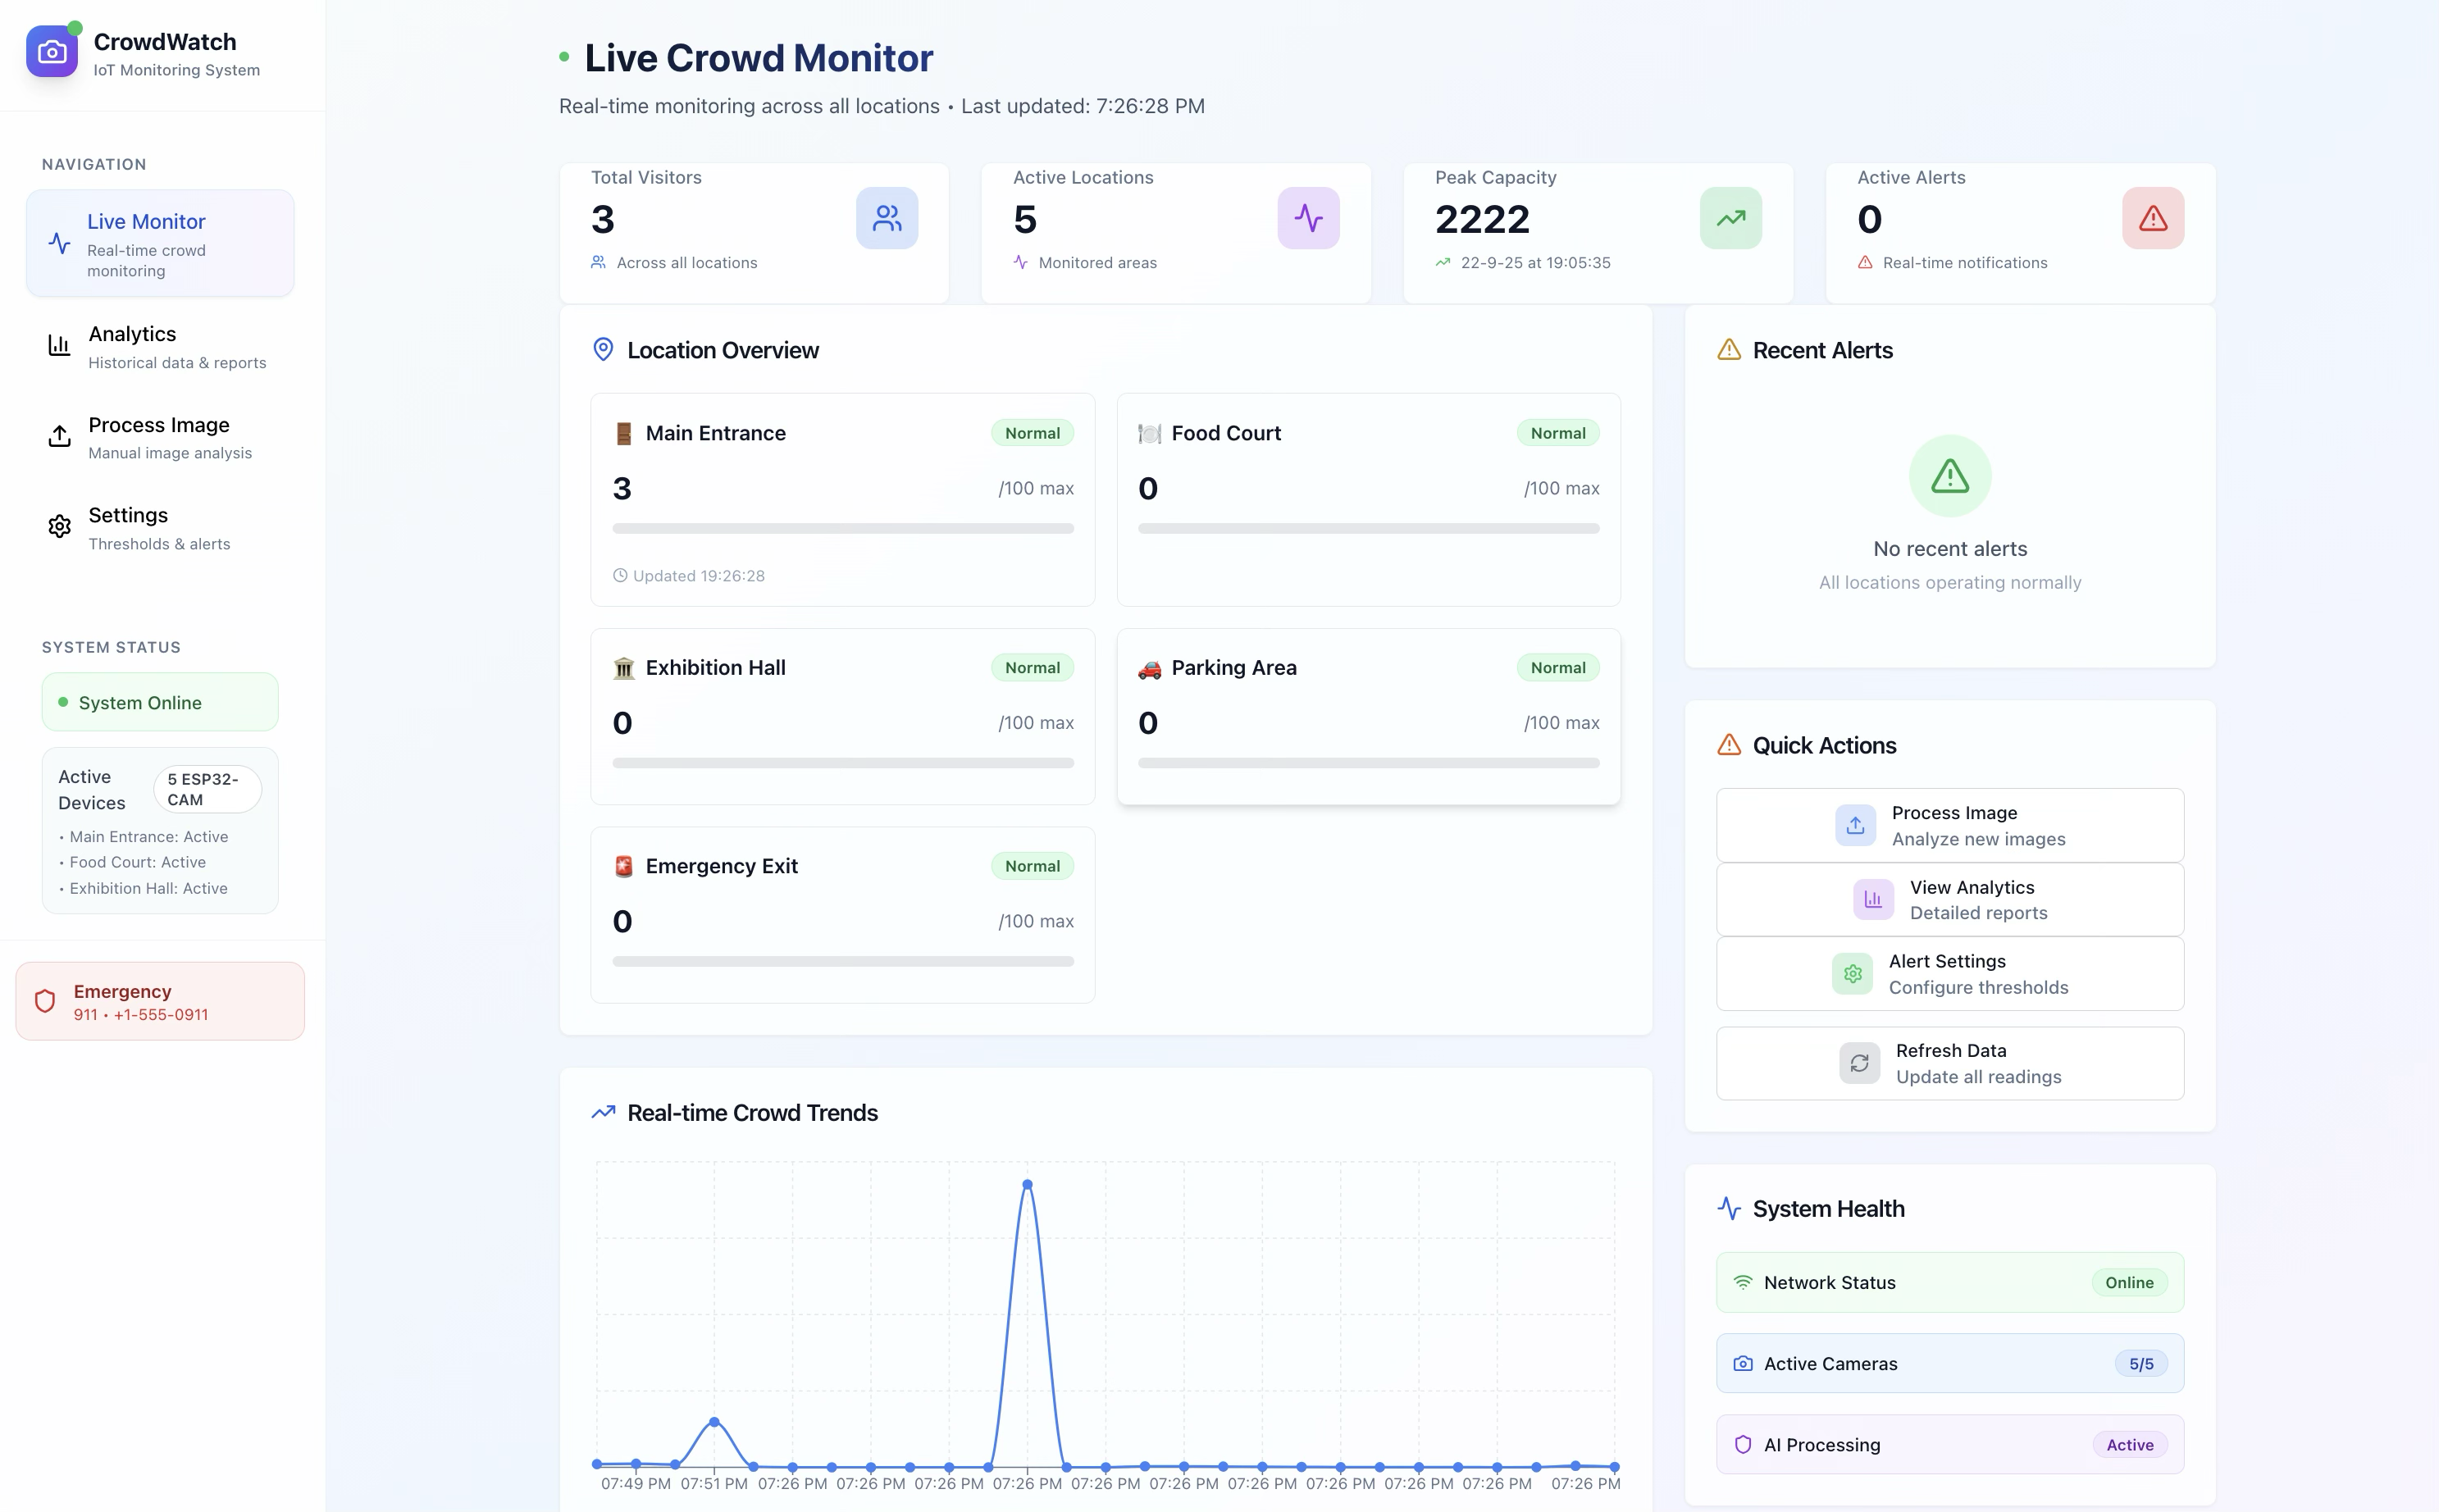 CrowdWatch
IoT Monitoring System
NAVIGATION
Live Monitor
Real-time crowd
monitoring
Analytics
Historical data & reports
Process Image
Manual image analysis
Settings
Thresholds & alerts
SYSTEM STATUS
System Online
Active
Devices
5 ESP32-
CAM
• Main Entrance: Active
• Food Court: Active
• Exhibition Hall: Active
Emergency
911 • +1-555-0911
Live Crowd Monitor
Real-time monitoring across all locations • Last updated: 7:26:28 PM
Total Visitors
3
Across all locations
Active Locations
5
Monitored areas
Peak Capacity
2222
22-9-25 at 19:05:35
Active Alerts
0
Real-time notifications
Location Overview
Main Entrance
Normal
3
/100 max
Updated 19:26:28
Food Court
Normal
0
/100 max
Exhibition Hall
Normal
0
/100 max
Parking Area
Normal
0
/100 max
Emergency Exit
Normal
0
/100 max
Real-time Crowd Trends
07:49 PM 07:51 PM 07:26 PM 07:26 PM 07:26 PM 07:26 PM 07:26 PM 07:26 PM 07:26 PM 07:26 PM 07:26 PM 07:26 PM 07:26 PM
Recent Alerts
No recent alerts
All locations operating normally
Quick Actions
Process Image
Analyze new images
View Analytics
Detailed reports
Alert Settings
Configure thresholds
Refresh Data
Update all readings
System Health
Network Status
Online
Active Cameras
5/5
AI Processing
Active